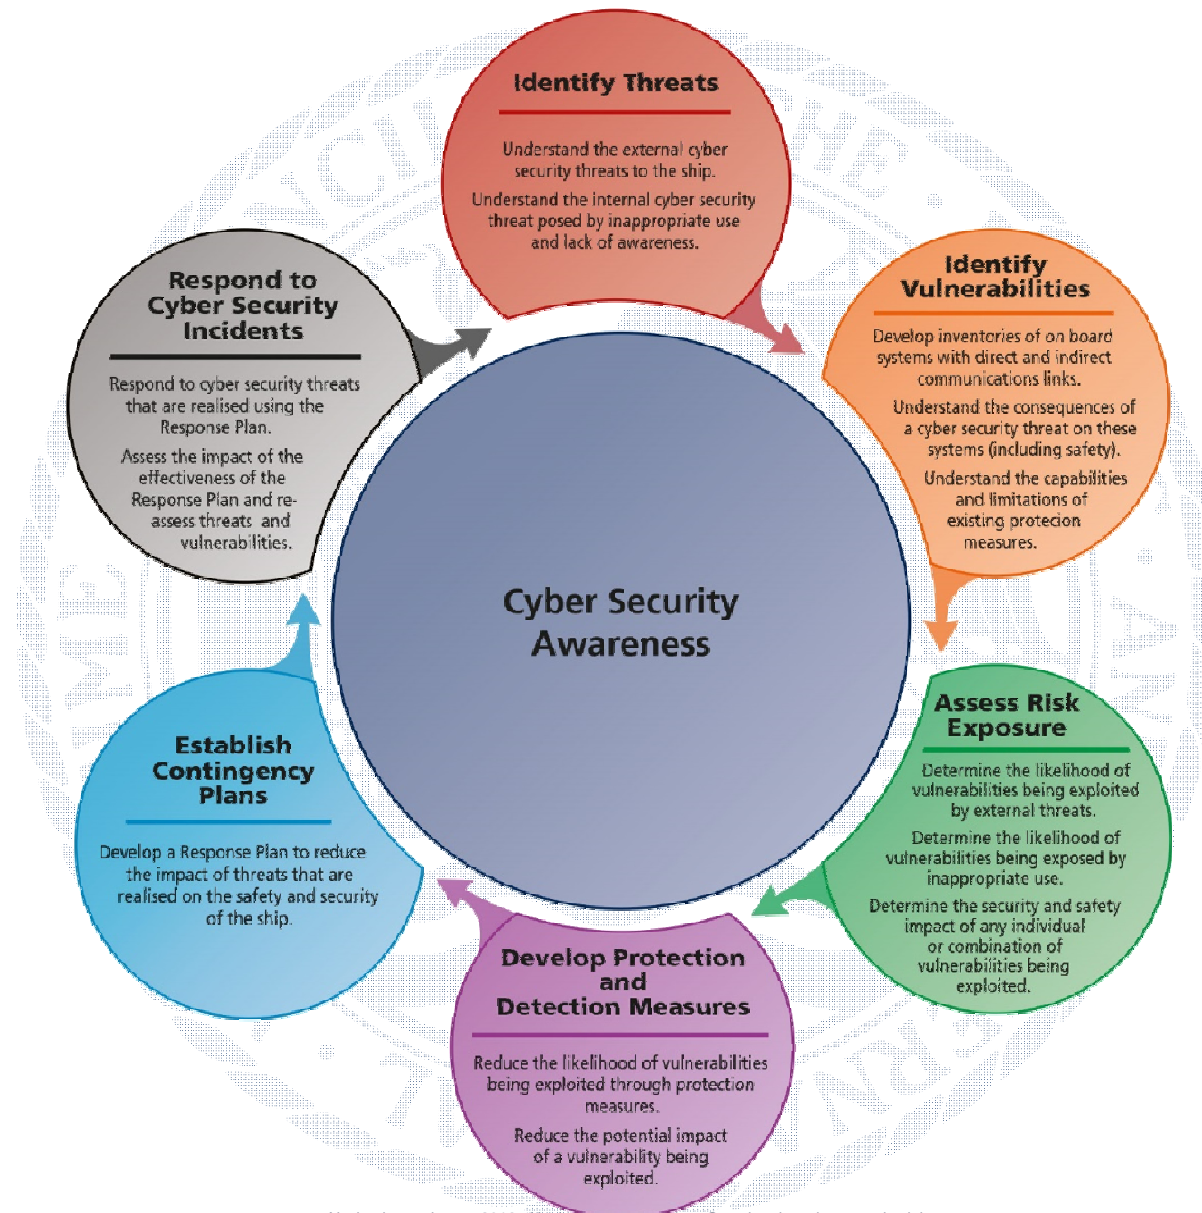 Identify Threats
Understand the external cyber
security threats to the ship.
Understand the internal cyber security
threat posed by inappropriate use
and lack of awareness.
Identify
Vulnerabilities
Develop inventories of on board
systems with direct and indirect
communications links.
Understand the consequences of
a cyber security threat on these
systems (including safety).
Understand the capabilities
and limitations of
existing protecion
measures.
Assess Risk
Exposure
Determine the likelihood of
vulnerabilities being exploited
by external threats.
Determine the likelihood of
vulnerabilities being exposed by
inappropriate use.
Determine the security and safety
impact of any individual
or combination of
vulnerabilities being
exploited.
Develop Protection
and
Detection Measures
Reduce the likelihood of vulnerabilities
being exploited through protection
measures.
Reduce the potential impact
of a vulnerability being
exploited.
Establish
Contingency
Plans
Develop a Response Plan to reduce
the impact of threats that are
realised on the safety and security
of the ship.
Respond to
Cyber Security
Incidents
Respond to cyber security threats
that are realised using the
Response Plan.
Assess the impact of the
effectiveness of the
Response Plan and re-
assess threats and
vulnerabilities.
Cyber Security
Awareness